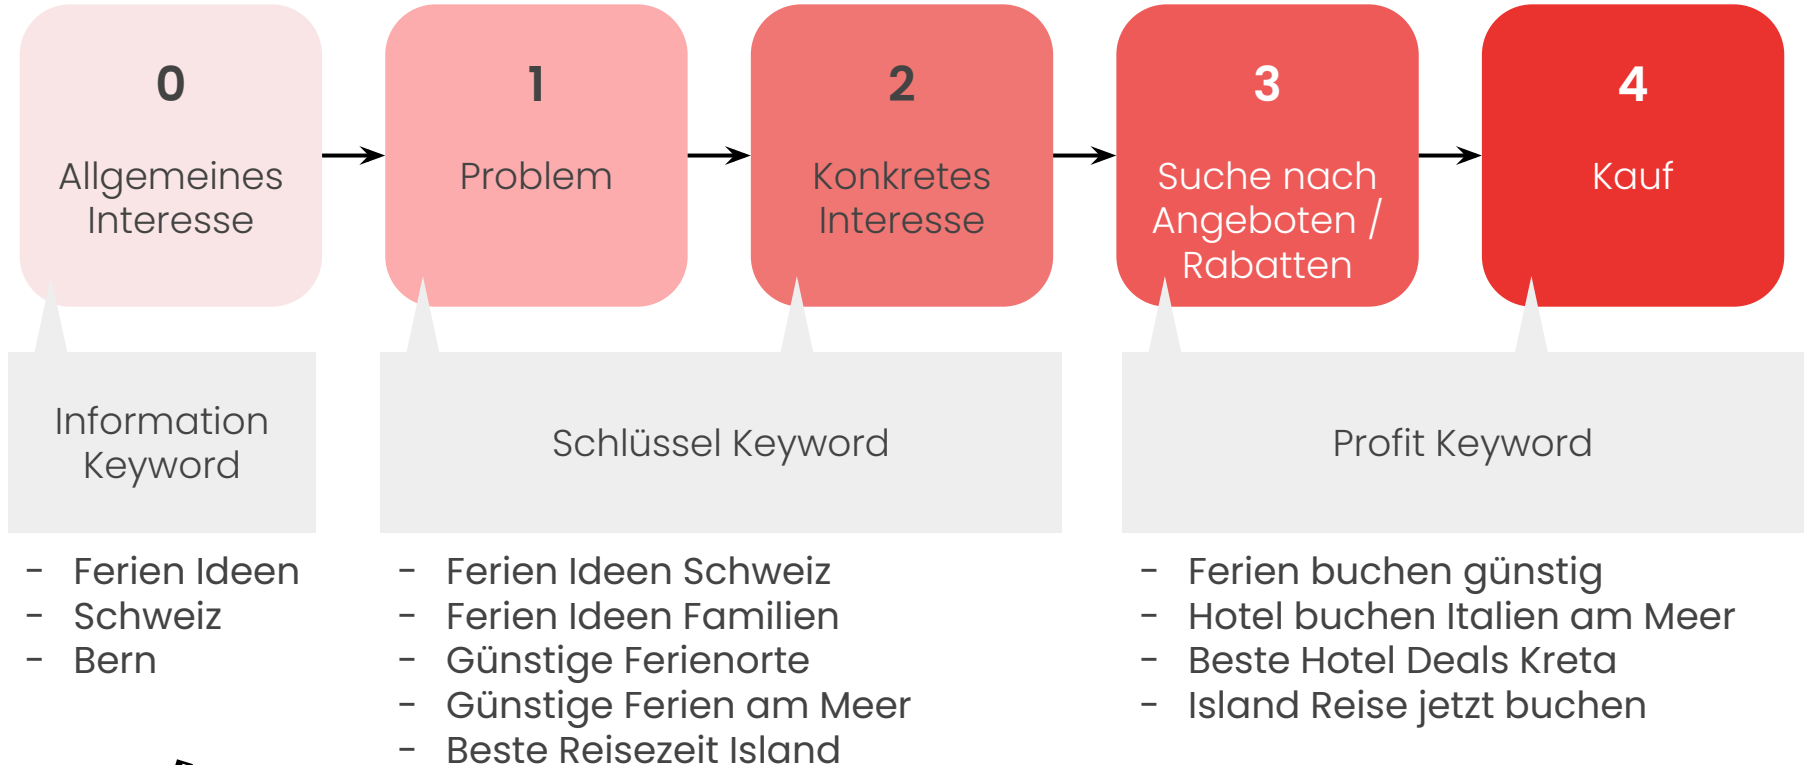 0
Allgemeines
Interesse
1
Problem
2
Konkretes
Interesse
3
Suche nach
Angeboten /
Rabatten
4
Kauf
Information
Keyword
Schlüssel Keyword
Profit Keyword
- Ferien Ideen
- Schweiz
- Bern
- Ferien Ideen Schweiz
- Ferien Ideen Familien
- Günstige Ferienorte
- Günstige Ferien am Meer
- Beste Reisezeit Island
- Ferien buchen günstig
- Hotel buchen Italien am Meer
- Beste Hotel Deals Kreta
- Island Reise jetzt buchen